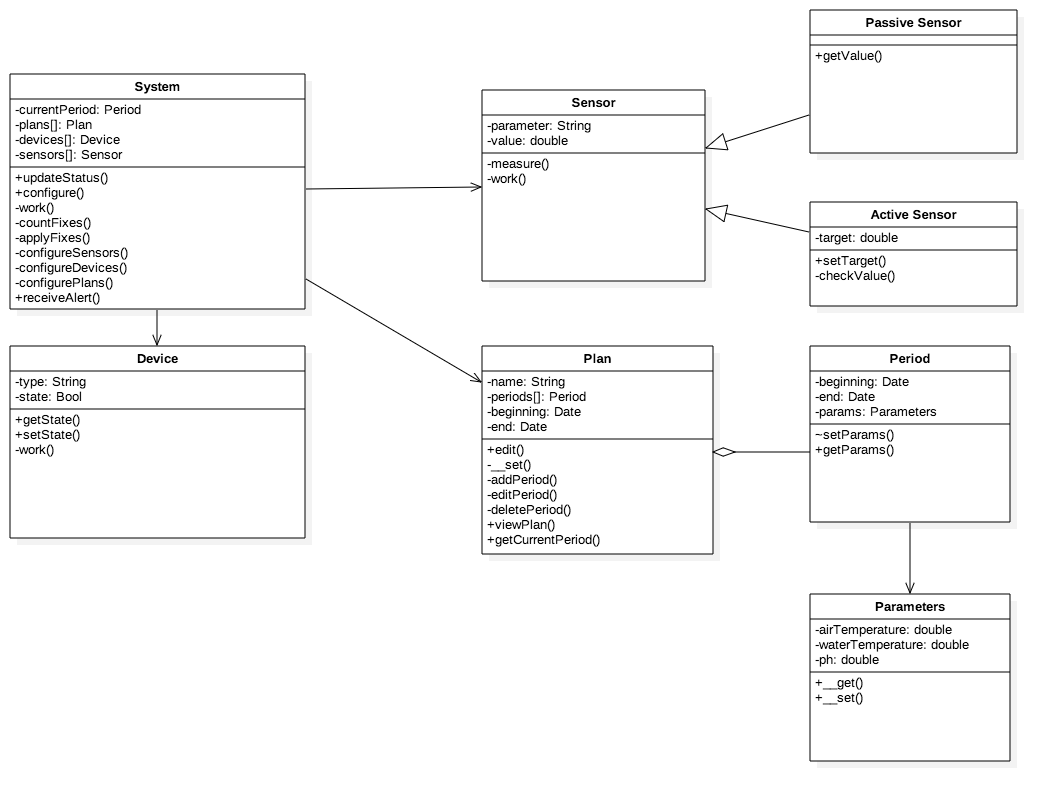 System
-currentPeriod: Period
-plans[]: Plan
-devices[]: Device
-sensors[]: Sensor
+updateStatus()
+configure()
-work()
-countFixes()
-applyFixes()
-configureSensors()
-configureDevices()
-configurePlans()
+receiveAlert()
Sensor
-parameter: String
-value: double
-measure()
-work()
Passive Sensor
+getValue()
Active Sensor
-target: double
+setTarget()
-checkValue()
Device
-type: String
-state: Bool
+getState()
+setState()
-work()
Plan
-name: String
-periods[]: Period
-beginning: Date
-end: Date
+edit()
-__set()
-addPeriod()
-editPeriod()
-deletePeriod()
+viewPlan()
+getCurrentPeriod()
Period
-beginning: Date
-end: Date
-params: Parameters
~setParams()
+getParams()
Parameters
-airTemperature: double
-waterTemperature: double
-ph: double
+__get()
+__set()